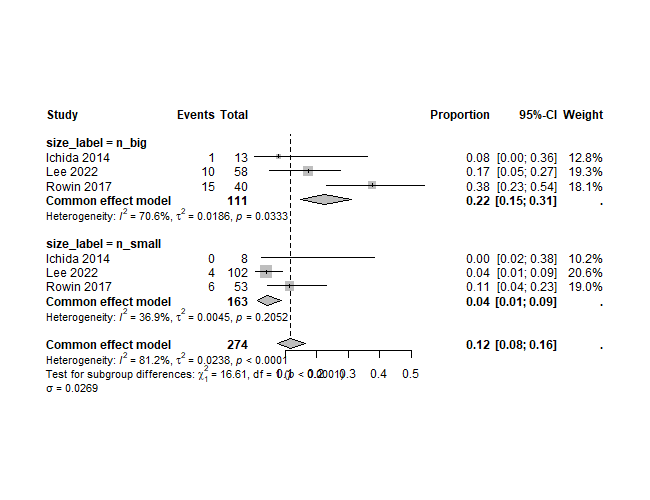 Study Events Total Proportion 95%-CI Weight
size_label = n_big
Ichida 2014 1 13 0.08 [0.00; 0.36] 12.8%
Lee 2022 10 58 0.17 [0.05; 0.27] 19.3%
Rowin 2017 15 40 0.38 [0.23; 0.54] 18.1%
Common effect model 111 0.22 [0.15; 0.31] .
Heterogeneity: I² = 70.6%, τ² = 0.0186, p = 0.0333
size_label = n_small
Ichida 2014 0 8 0.00 [0.02; 0.38] 10.2%
Lee 2022 4 102 0.04 [0.01; 0.09] 20.6%
Rowin 2017 6 53 0.11 [0.04; 0.23] 19.0%
Common effect model 163 0.04 [0.01; 0.09] .
Heterogeneity: I² = 36.9%, τ² = 0.0045, p = 0.2052
Common effect model 274 0.12 [0.08; 0.16] .
Heterogeneity: I² = 81.2%, τ² = 0.0238, p < 0.0001
Test for subgroup differences: χ₁² = 16.61, df = 1 (p < 0.0001)
0.1 0.2 0.3 0.4 0.5
σ = 0.0269